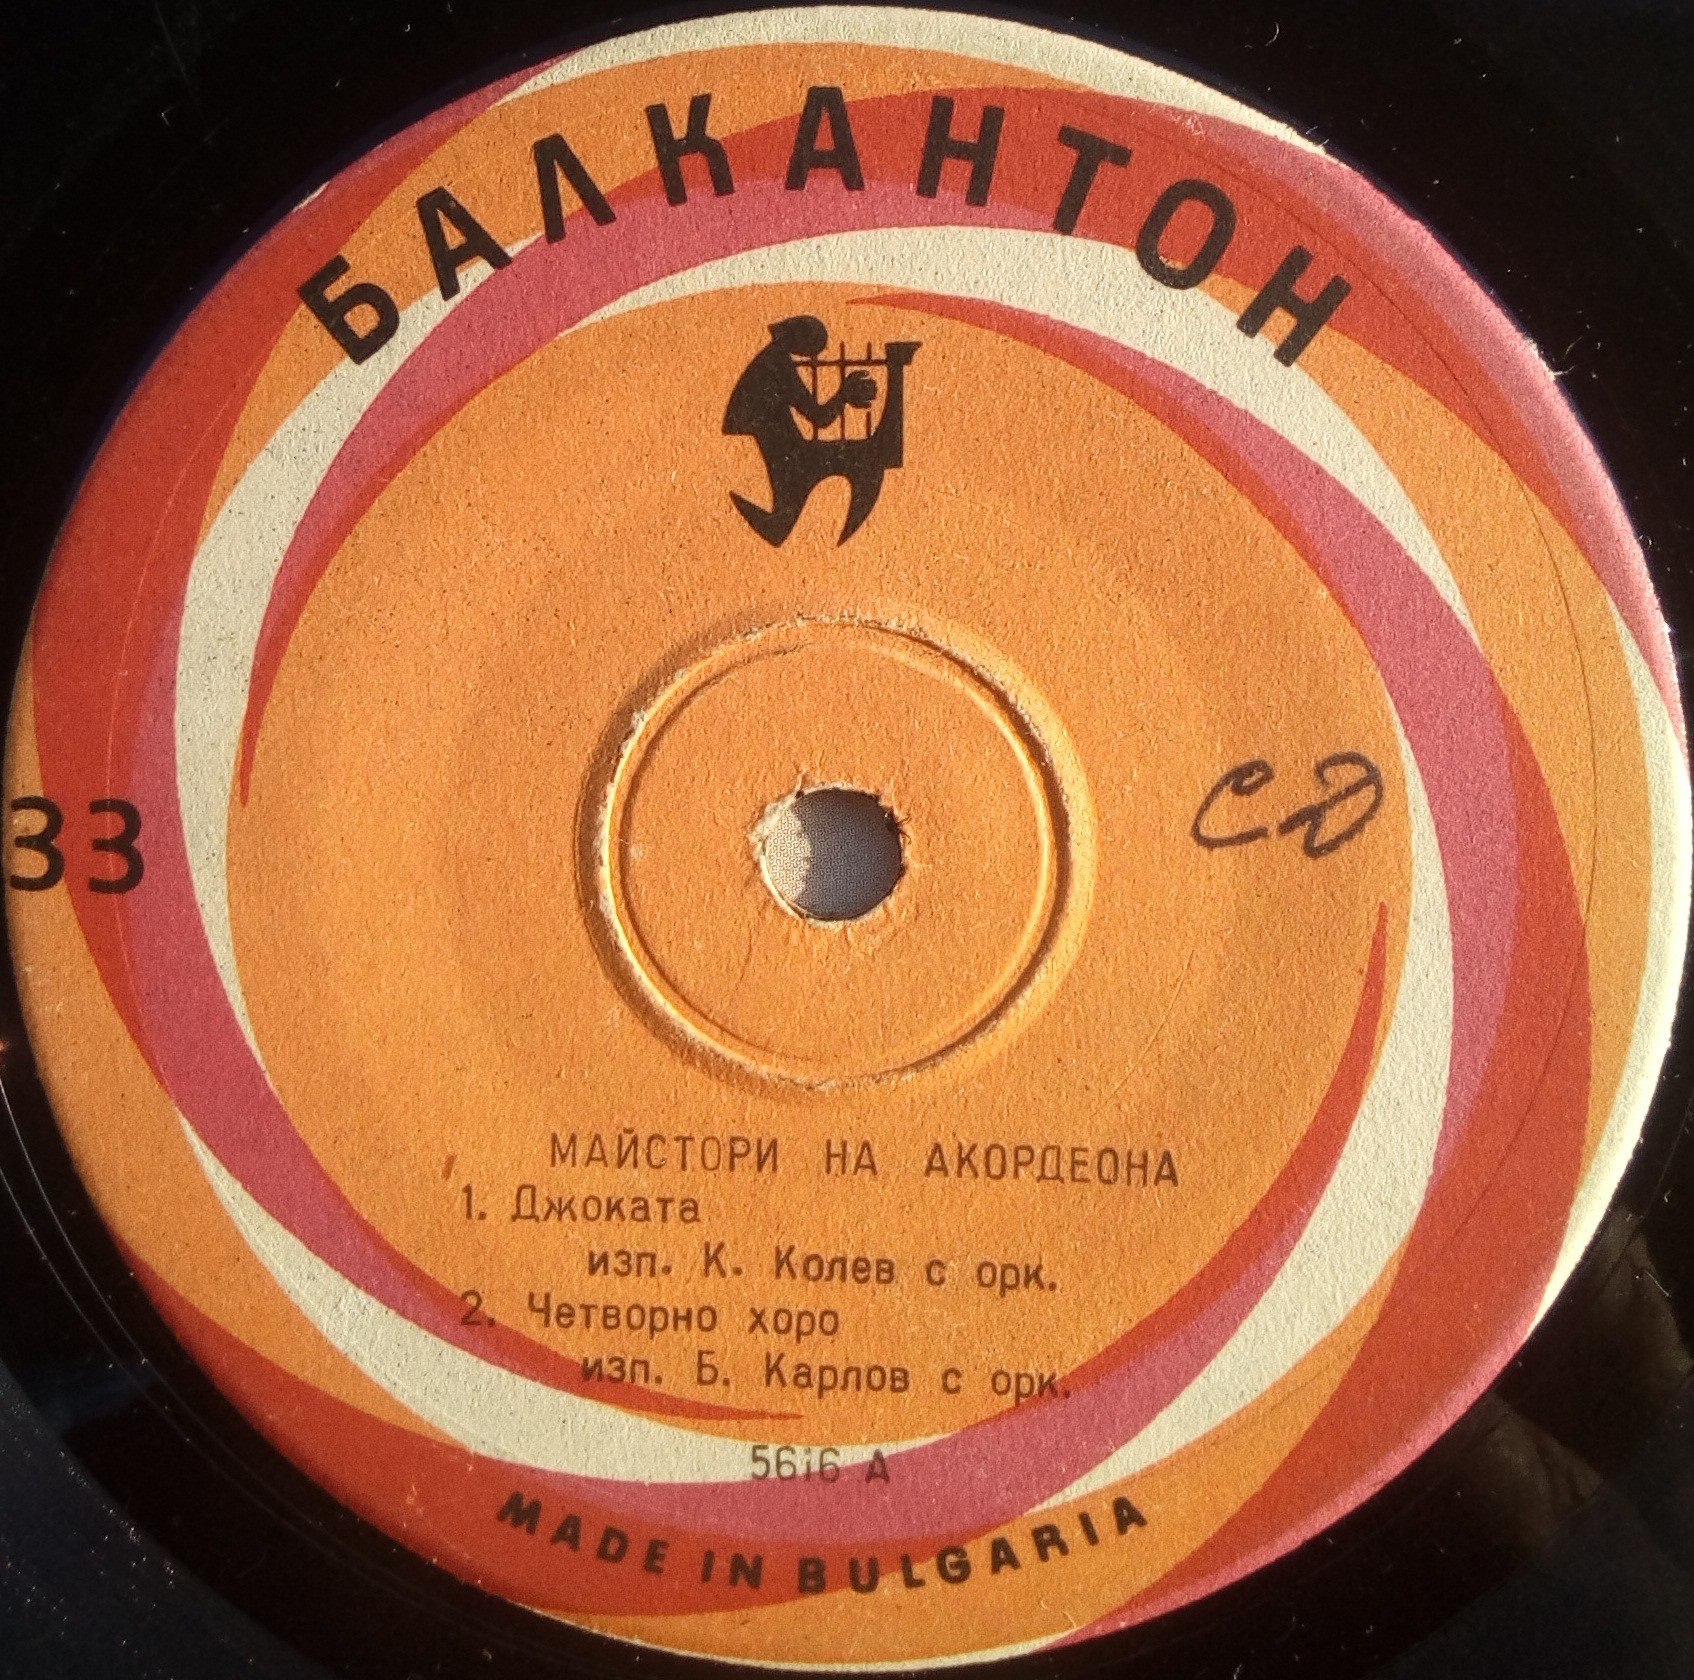 БАЛКАНТОН
33
СД
МАЙСТОРИ НА АКОРДЕОНА
1. Джоката
изп. К. Колев с орк.
2. Четворно хоро
изп. Б. Карлов с орк.
5616 А
MADE IN BULGARIA